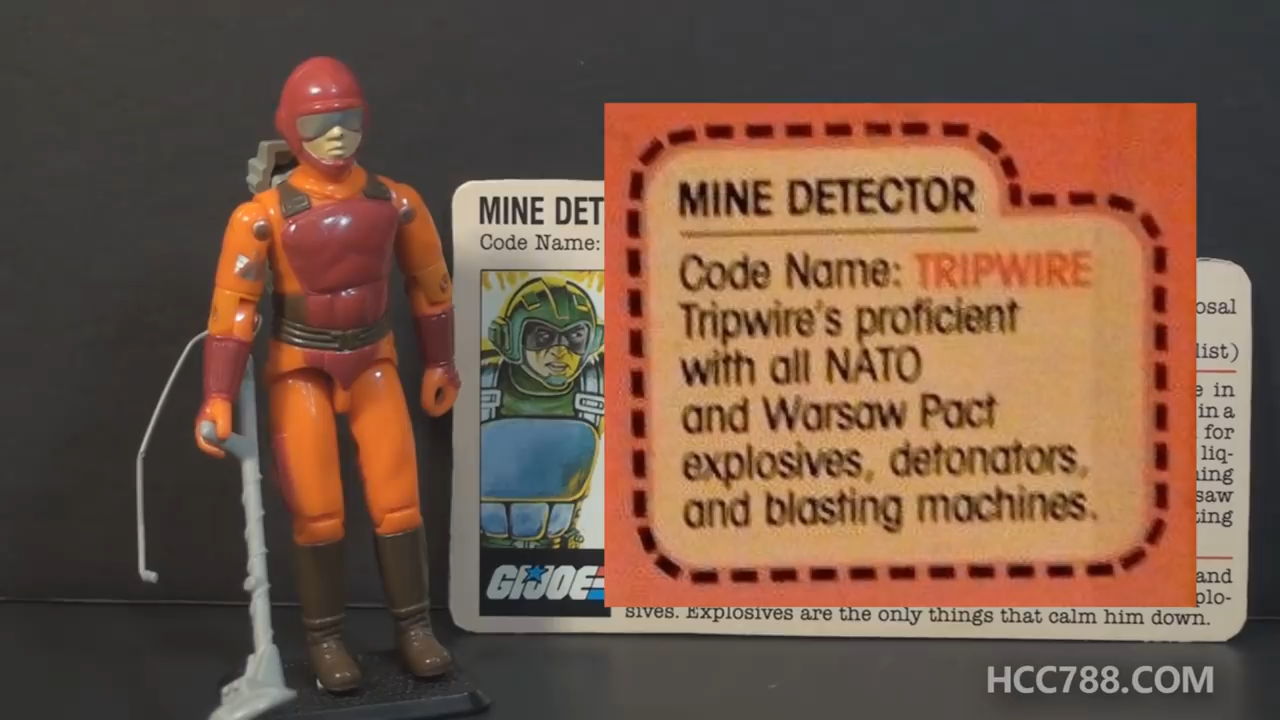 MINE DET
Code Name:
GI JOE
MINE DETECTOR
Code Name: TRIPWIRE
Tripwire's proficient
with all NATO
and Warsaw Pact
explosives, detonators,
and blasting machines.
osal
list)
e in
in a
for
liq-
ning
saw
ting
and
plo-
sives. Explosives are the only things that calm him down.
HCC788.COM